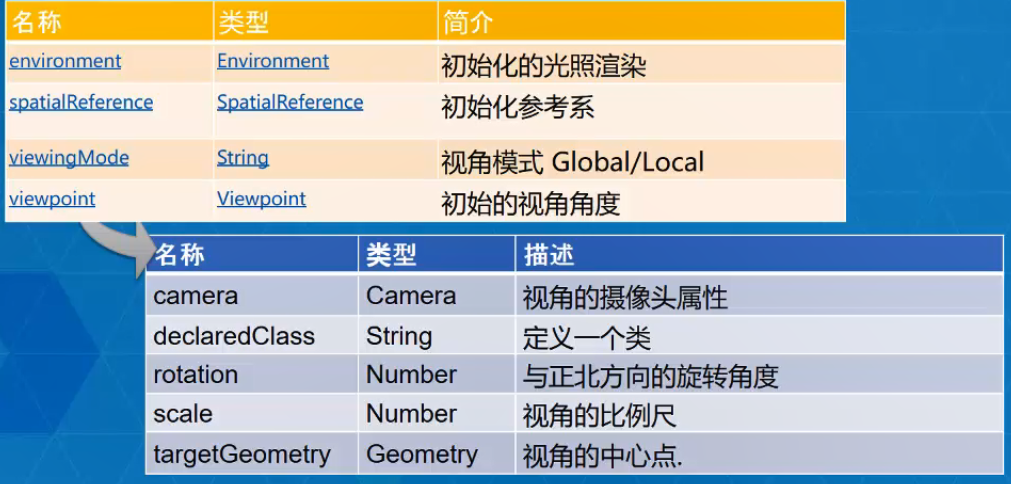 名称 类型 简介
environment Environment 初始化的光照渲染
spatialReference SpatialReference 初始化参考系
viewingMode String 视角模式 Global/Local
viewpoint Viewpoint 初始的视角角度
名称 类型 描述
camera Camera 视角的摄像头属性
declaredClass String 定义一个类
rotation Number 与正北方向的旋转角度
scale Number 视角的比例尺
targetGeometry Geometry 视角的中心点.